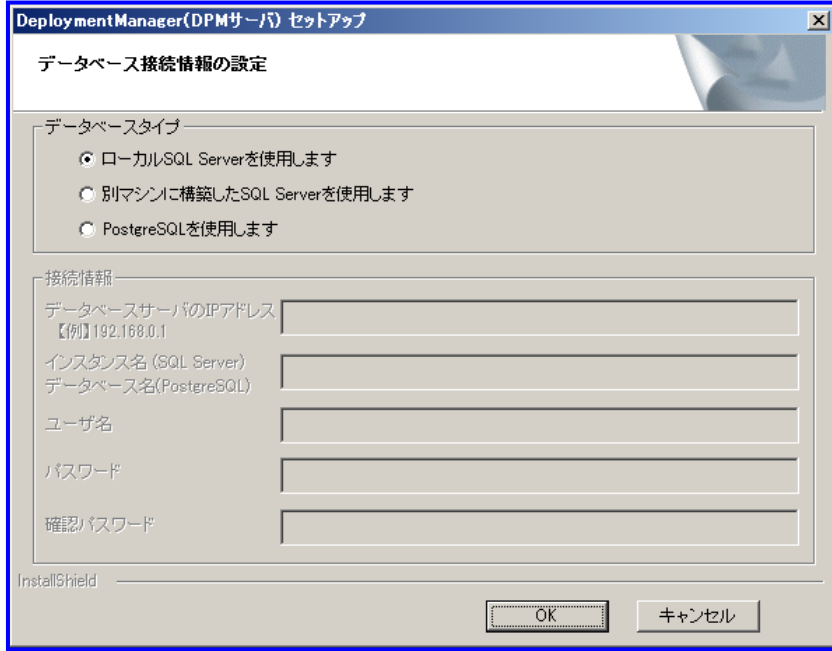 DeploymentManager(DPMサーバ) セットアップ
データベース接続情報の設定
データベースタイプ
ローカルSQL Serverを使用します
別マシンに構築したSQL Serverを使用します
PostgreSQLを使用します
接続情報
データベースサーバのIPアドレス
【例】192.168.0.1
インスタンス名 (SQL Server)
データベース名(PostgreSQL)
ユーザ名
パスワード
確認パスワード
InstallShield
OK キャンセル